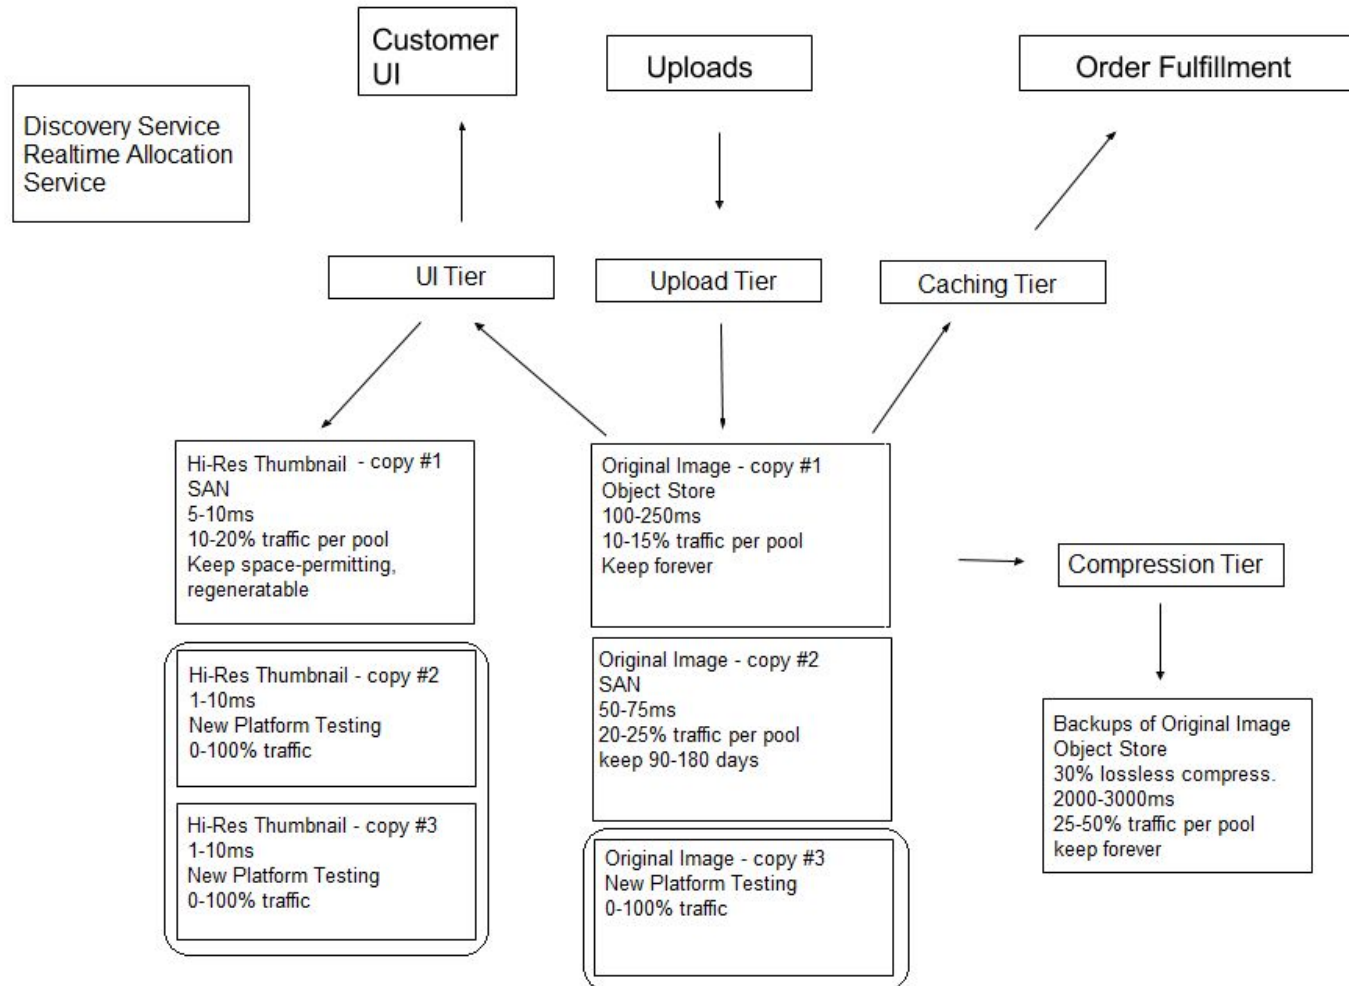 Customer
UI
Uploads
Order Fulfillment
Discovery Service
Realtime Allocation
Service
UI Tier
Upload Tier
Caching Tier
Hi-Res Thumbnail - copy #1
SAN
5-10ms
10-20% traffic per pool
Keep space-permitting,
regeneratable
Original Image - copy #1
Object Store
100-250ms
10-15% traffic per pool
Keep forever
Compression Tier
Hi-Res Thumbnail - copy #2
1-10ms
New Platform Testing
0-100% traffic
Original Image - copy #2
SAN
50-75ms
20-25% traffic per pool
keep 90-180 days
Backups of Original Image
Object Store
30% lossless compress.
2000-3000ms
25-50% traffic per pool
keep forever
Hi-Res Thumbnail - copy #3
1-10ms
New Platform Testing
0-100% traffic
Original Image - copy #3
New Platform Testing
0-100% traffic